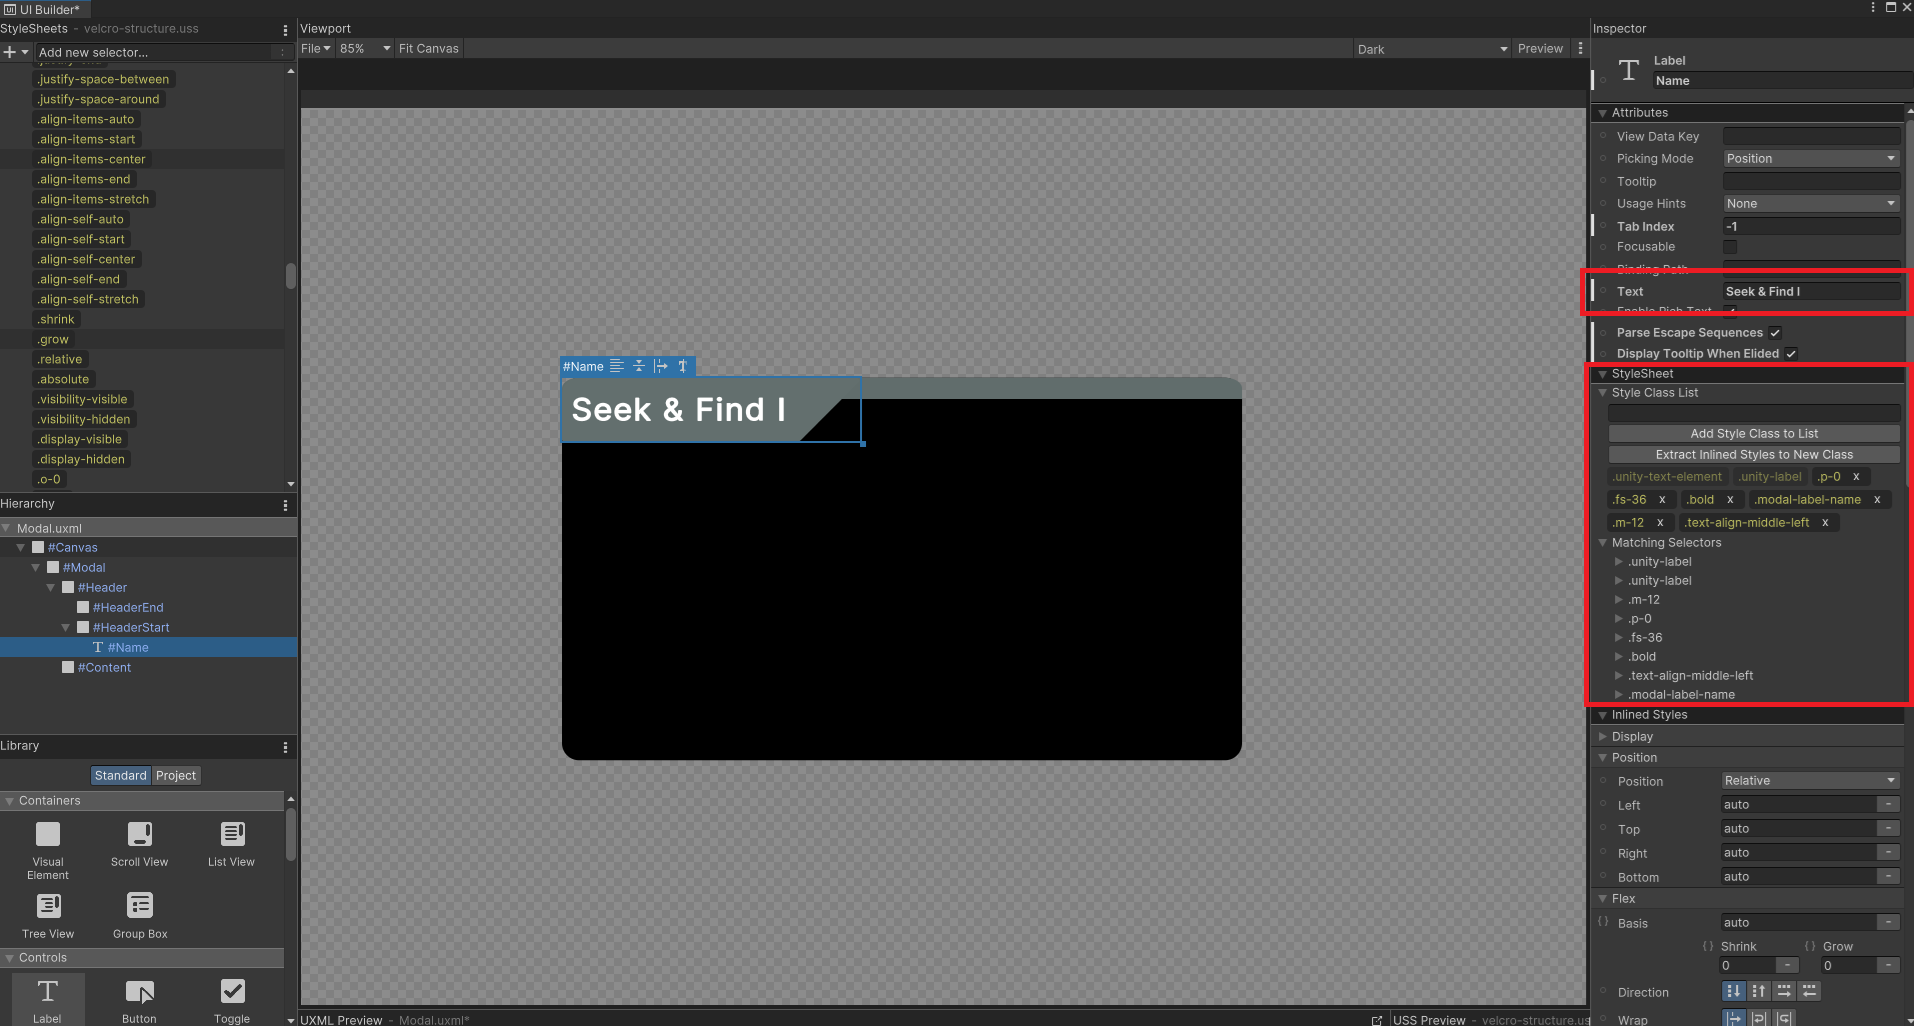 UI Builder*
StyleSheets - velcro-structure.uss
Add new selector...
.justify-space-between
.justify-space-around
.align-items-auto
.align-items-start
.align-items-center
.align-items-end
.align-items-stretch
.align-self-auto
.align-self-start
.align-self-center
.align-self-end
.align-self-stretch
.shrink
.grow
.relative
.absolute
.visibility-visible
.visibility-hidden
.display-visible
.display-hidden
.o-0
Hierarchy
Modal.uxml
#Canvas
#Modal
#Header
#HeaderEnd
#HeaderStart
#Name
#Content
Library
Standard Project
Containers
Visual Element
Scroll View
List View
Tree View
Group Box
Controls
Label
Button
Toggle
Viewport
File 85% Fit Canvas
Dark
Preview
#Name
Seek & Find I
UXML Preview - Modal.uxml*
USS Preview - velcro-structure.us
Inspector
Label
Name
Attributes
View Data Key
Picking Mode Position
Tooltip
Usage Hints None
Tab Index -1
Focusable
Binding Path
Text Seek & Find I
Enable Rich Text
Parse Escape Sequences
Display Tooltip When Elided
StyleSheet
Style Class List
Add Style Class to List
Extract Inlined Styles to New Class
.unity-text-element .unity-label .p-0 x
.fs-36 x .bold x .modal-label-name x
.m-12 x .text-align-middle-left x
Matching Selectors
.unity-label
.unity-label
.m-12
.p-0
.fs-36
.bold
.text-align-middle-left
.modal-label-name
Inlined Styles
Display
Position
Position Relative
Left auto -
Top auto -
Right auto -
Bottom auto -
Flex
Basis auto -
Shrink Grow
0 - 0 -
Direction
Wrap